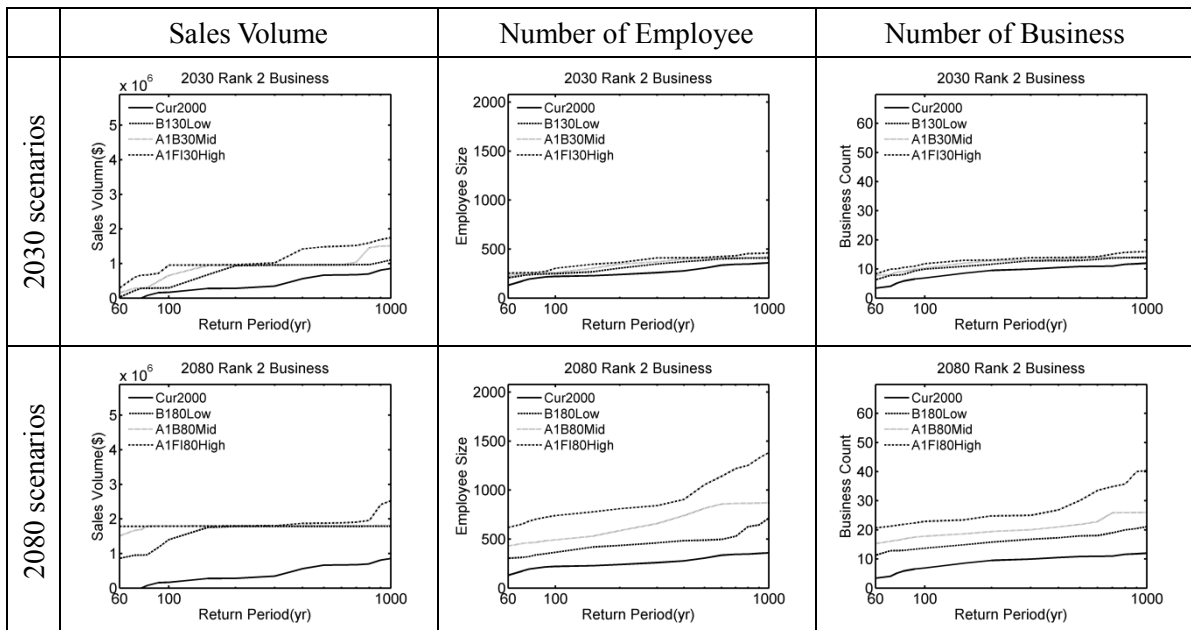 Sales Volume
Number of Employee
Number of Business
2030 scenarios
2030 Rank 2 Business
x 10^6
Cur2000
B130Low
A1B30Mid
A1FI30High
Sales Volumn($)
5
4
3
2
1
0
60
100
1000
Return Period(yr)
2030 Rank 2 Business
Cur2000
B130Low
A1B30Mid
A1FI30High
Employee Size
2000
1500
1000
500
0
60
100
1000
Return Period(yr)
2030 Rank 2 Business
Cur2000
B130Low
A1B30Mid
A1FI30High
Business Count
60
50
40
30
20
10
0
60
100
1000
Return Period(yr)
2080 scenarios
2080 Rank 2 Business
x 10^6
Cur2000
B180Low
A1B80Mid
A1FI80High
Sales Volume($)
5
4
3
2
1
0
60
100
1000
Return Period(yr)
2080 Rank 2 Business
Cur2000
B180Low
A1B80Mid
A1FI80High
Employee Size
2000
1500
1000
500
0
60
100
1000
Return Period(yr)
2080 Rank 2 Business
Cur2000
B180Low
A1B80Mid
A1FI80High
Business Count
60
50
40
30
20
10
0
60
100
1000
Return Period(yr)